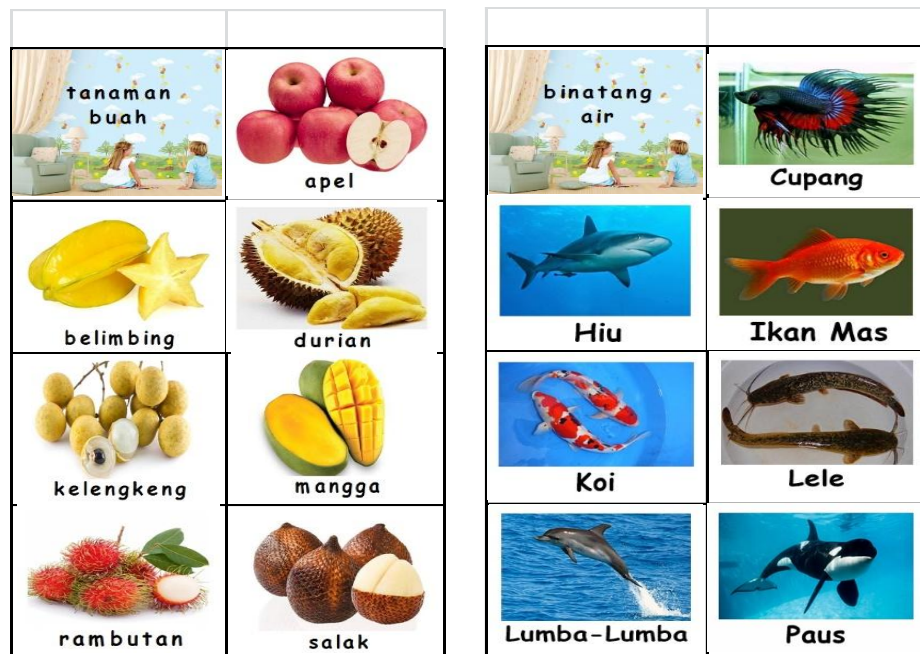 tanaman
buah
apel
belimbing
durian
kelengkeng
mangga
rambutan
salak
binatang
air
Cupang
Hiu
Ikan Mas
Koi
Lele
Lumba-Lumba
Paus